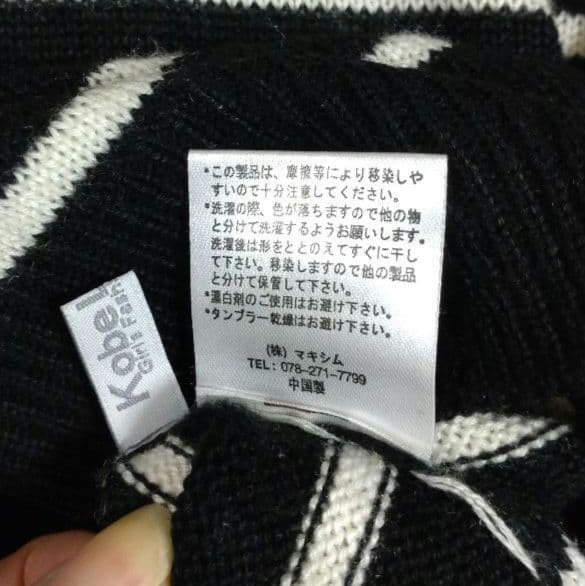 *この製品は、摩擦等により移染しや
すいので十分注意してください。
*洗濯の際、色が落ちますので他の物
と分けて洗濯するようお願いします。
洗濯後は形をととのえてすぐに干し
て下さい。移染しますので他の製品
と分けて保管して下さい。
*漂白剤のご使用はお避け下さい。
*タンブラー乾燥はお避け下さい。
(株) マキシム
TEL: 078-271-7799
中国製
Kobe
Girls Fash